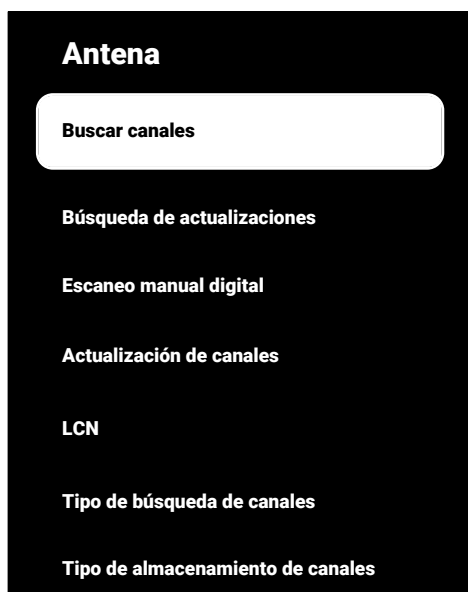 Antena
Buscar canales
Búsqueda de actualizaciones
Escaneo manual digital
Actualización de canales
LCN
Tipo de búsqueda de canales
Tipo de almacenamiento de canales